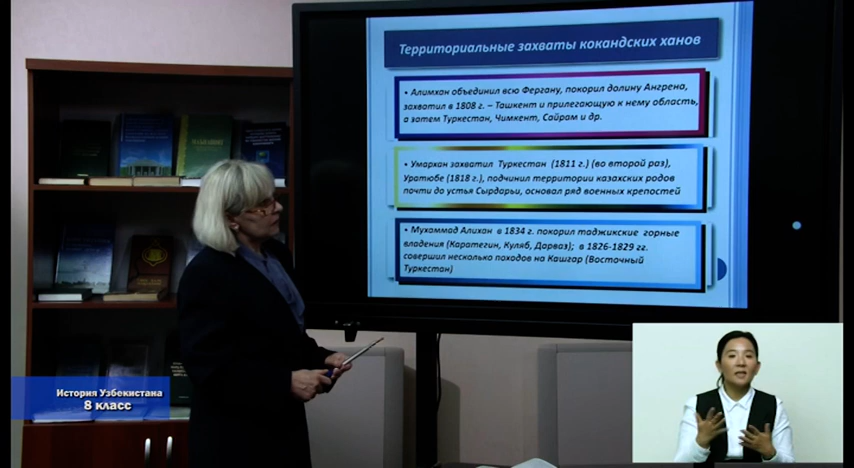 Территориальные захваты кокандских ханов
• Алимхан объединил всю Фергану, покорил долину Ангрена,
захватил в 1808 г. – Ташкент и прилегающую к нему область,
а затем Туркестан, Чимкент, Сайрам и др.
• Умархан захватил Туркестан (1811 г.) (во второй раз),
Уратюбе (1818 г.), подчинил территории казахских родов
почти до устья Сырдарьи, основал ряд военных крепостей
• Мухоммад Алихан в 1834 г. покорил таджикские горные
владения (Каратегин, Куляб, Дарваз); в 1826-1829 гг.
совершил несколько походов на Кашгар (Восточный
Туркестан)
История Узбекистана
8 класс